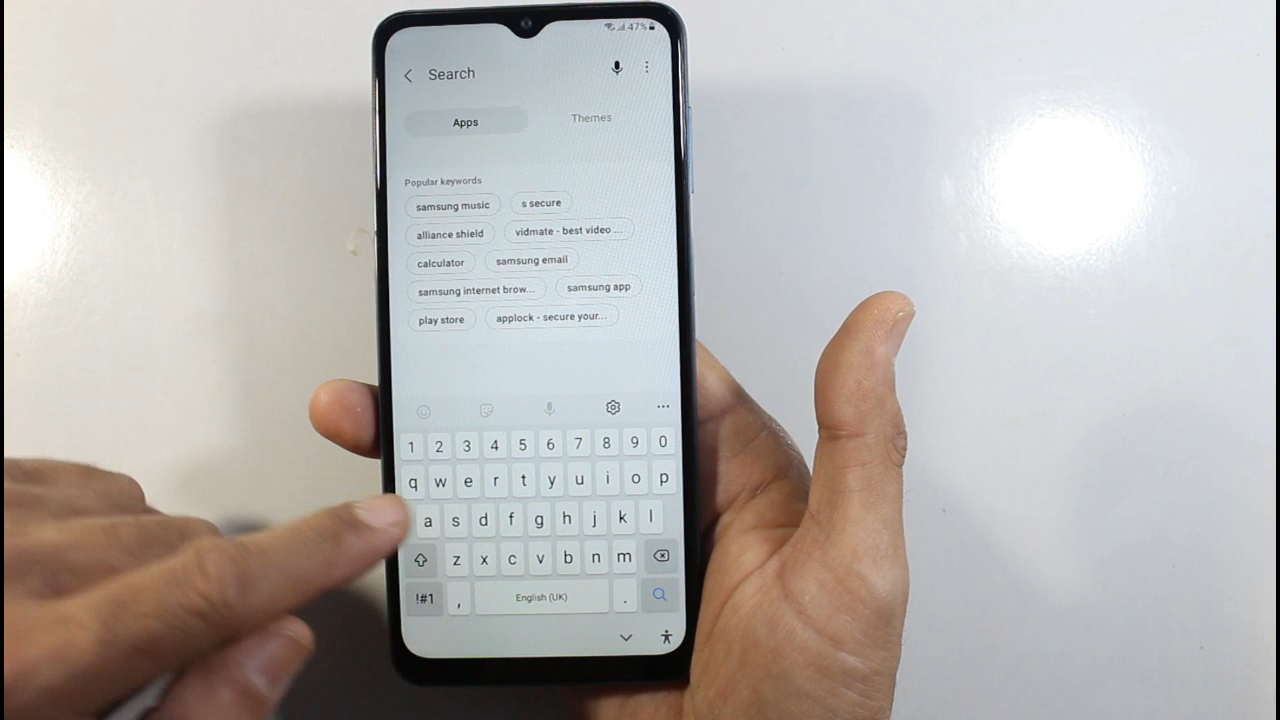 47%
Search
Apps Themes
Popular keywords
samsung music s secure
alliance shield vidmate - best video ...
calculator samsung email
samsung internet brow... samsung app
play store applock - secure your...
1 2 3 4 5 6 7 8 9 0
q w e r t y u i o p
a s d f g h j k l
z x c v b n m
!#1 , English (UK) .